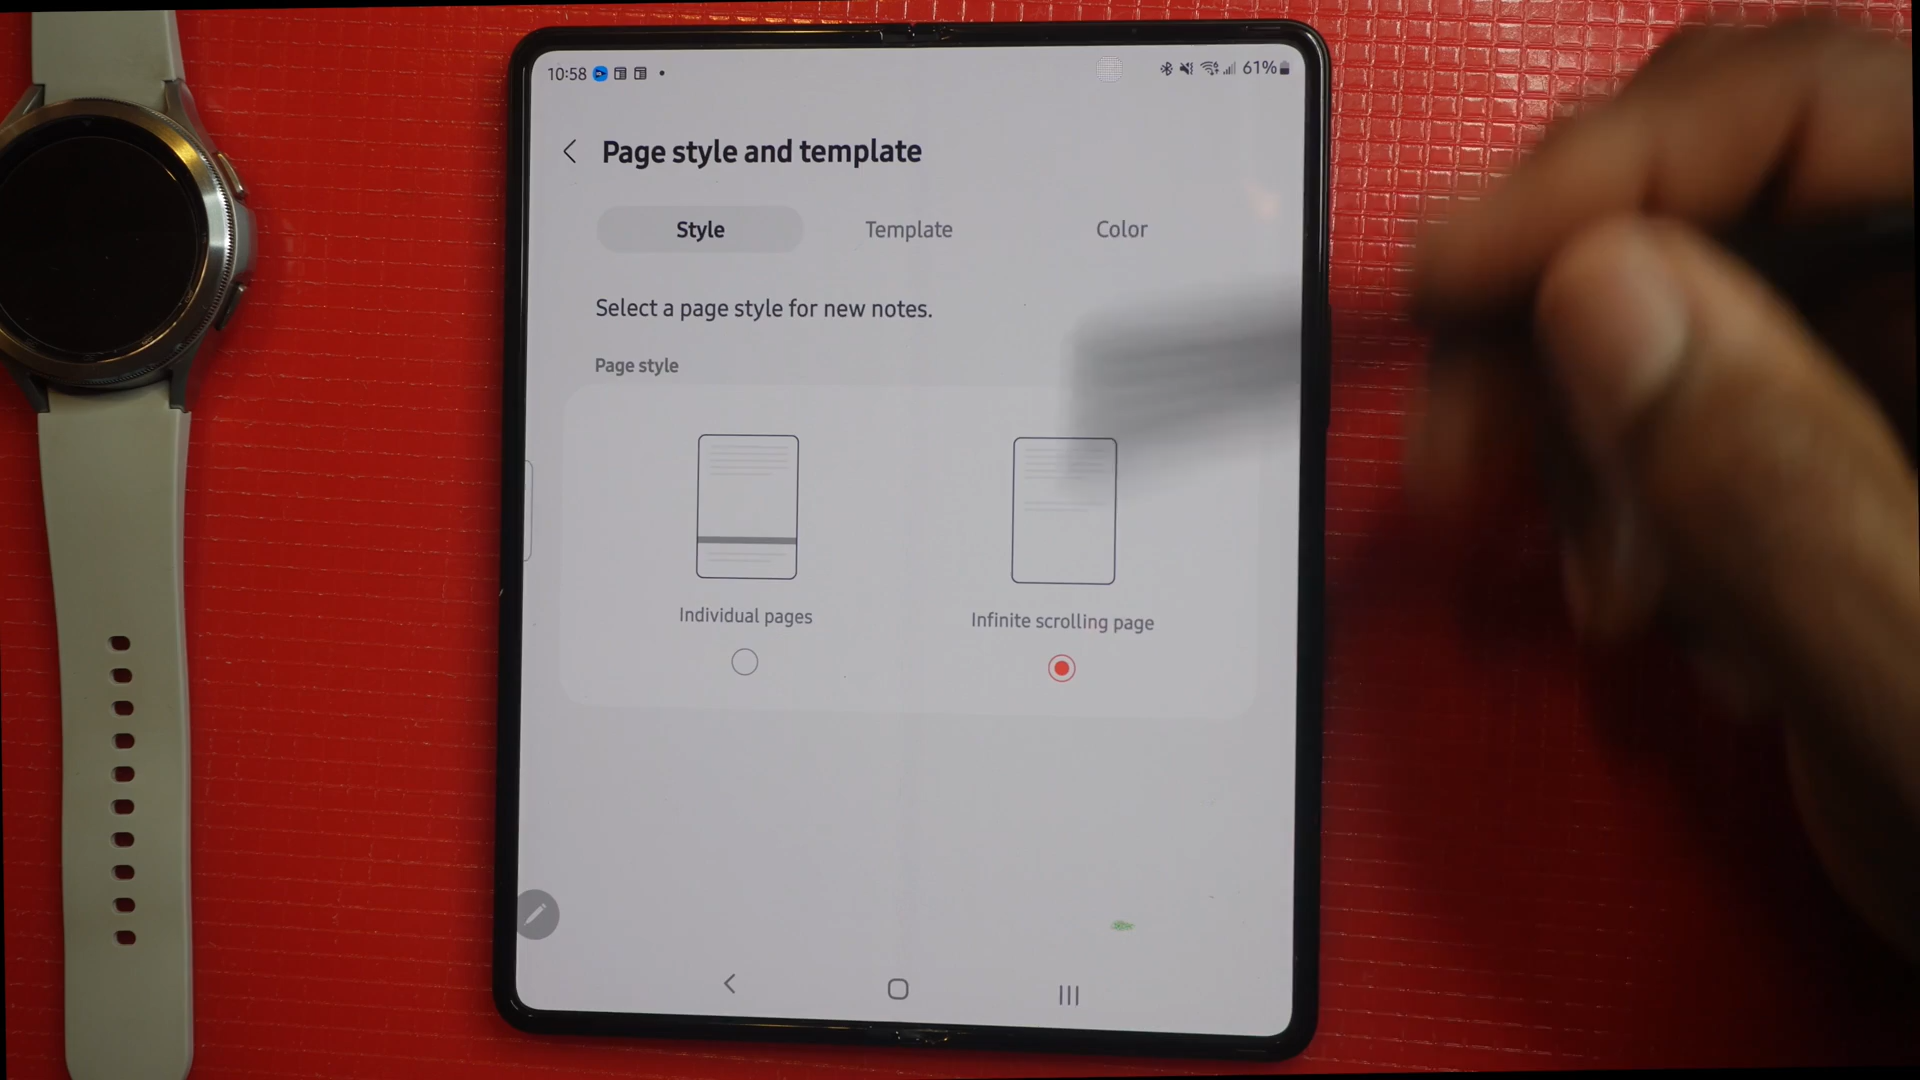 10:58 61%
Page style and template
Style Template Color
Select a page style for new notes.
Page style
Individual pages Infinite scrolling page